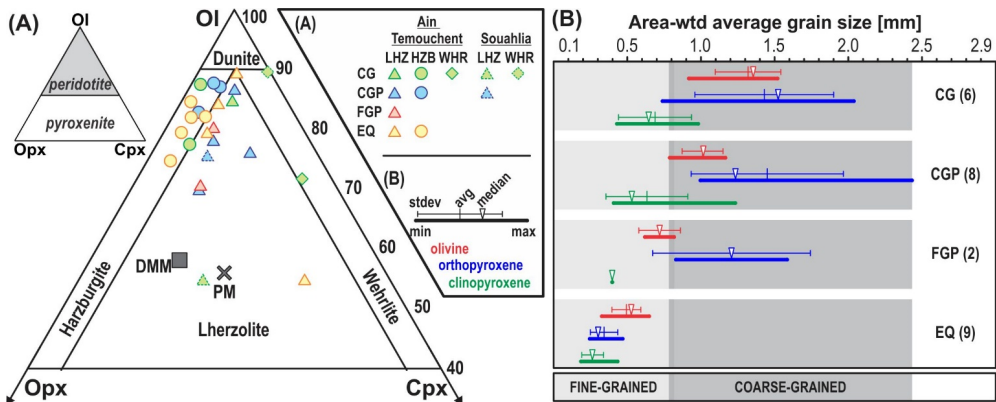 (A)
Ol
peridotite
pyroxenite
Opx
Cpx
Ol
100
Dunite
90
80
70
60
50
40
Harzburgite
Wehrlite
Lherzolite
DMM
PM
Opx
Cpx
(A)
Ain
Temouchent
Souahlia
LHZ HZB WHR LHZ WHR
CG
CGP
FGP
EQ
(B)
stdev
avg
median
min
max
olivine
orthopyroxene
clinopyroxene
(B)
Area-wtd average grain size [mm]
0.1 0.5 1.0 1.5 2.0 2.5 2.9
CG (6)
CGP (8)
FGP (2)
EQ (9)
FINE-GRAINED
COARSE-GRAINED